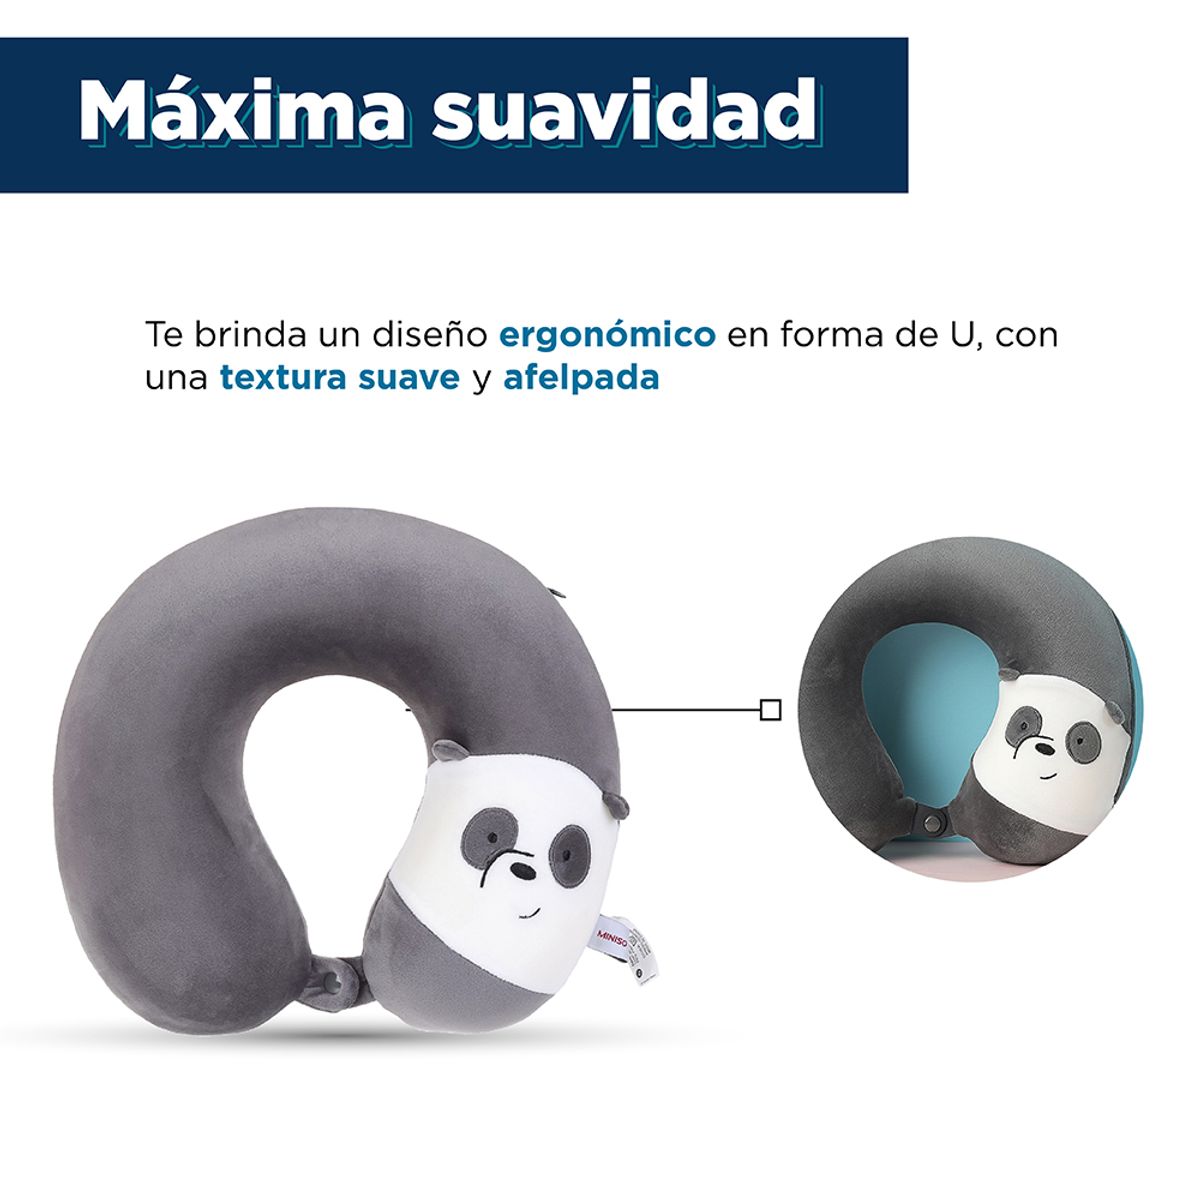 Máxima suavidad
Te brinda un diseño ergonómico en forma de U, con
una textura suave y afelpada
MINISO